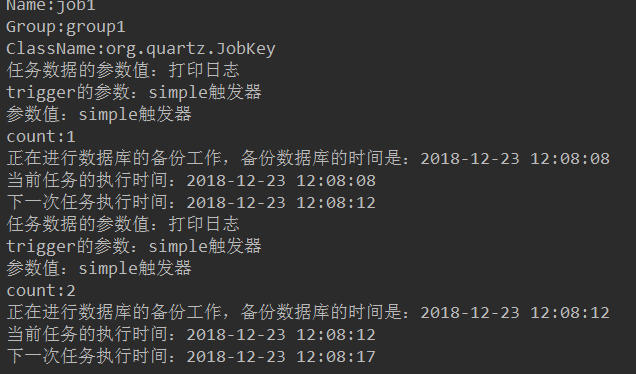 Name:job1
Group:group1
ClassName:org.quartz.JobKey
任务数据的参数值：打印日志
trigger的参数：simple触发器
参数值：simple触发器
count:1
正在进行数据库的备份工作，备份数据库的时间是：2018-12-23 12:08:08
当前任务的执行时间：2018-12-23 12:08:08
下一次任务执行时间：2018-12-23 12:08:12
任务数据的参数值：打印日志
trigger的参数：simple触发器
参数值：simple触发器
count:2
正在进行数据库的备份工作，备份数据库的时间是：2018-12-23 12:08:12
当前任务的执行时间：2018-12-23 12:08:12
下一次任务执行时间：2018-12-23 12:08:17